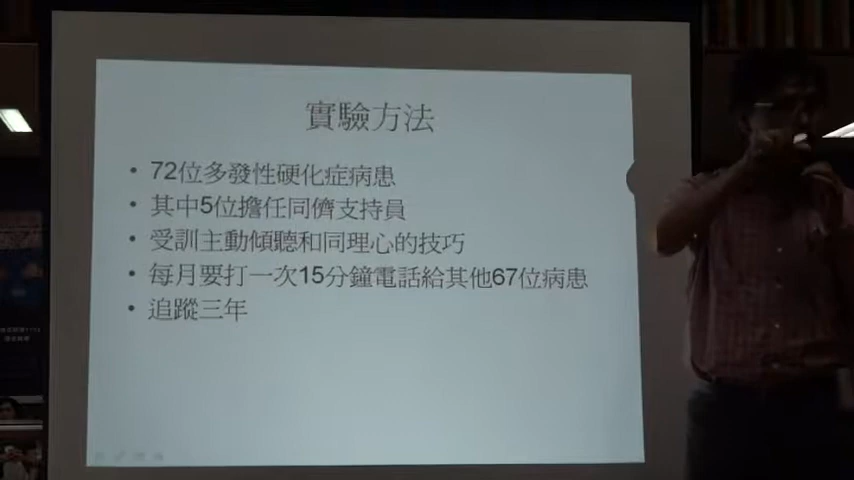 實驗方法
• 72位多發性硬化症病患
• 其中5位擔任同儕支持員
• 受訓主動傾聽和同理心的技巧
• 每月要打一次15分鐘電話給其他67位病患
• 追蹤三年